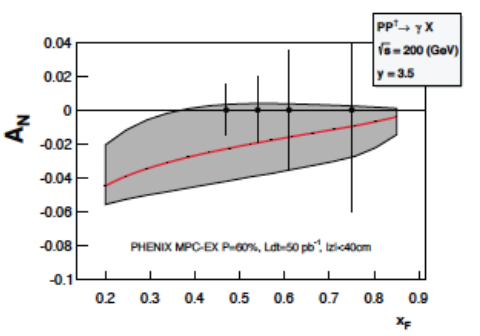 PP↑→ γ X
√s = 200 (GeV)
y = 3.5
0.04
0.02
0
-0.02
-0.04
-0.06
-0.08
-0.1
A_N
PHENIX MPC-EX P=60%, Ldt=50 pb⁻¹, |z|<40cm
0.2 0.3 0.4 0.5 0.6 0.7 0.8 0.9
x_F